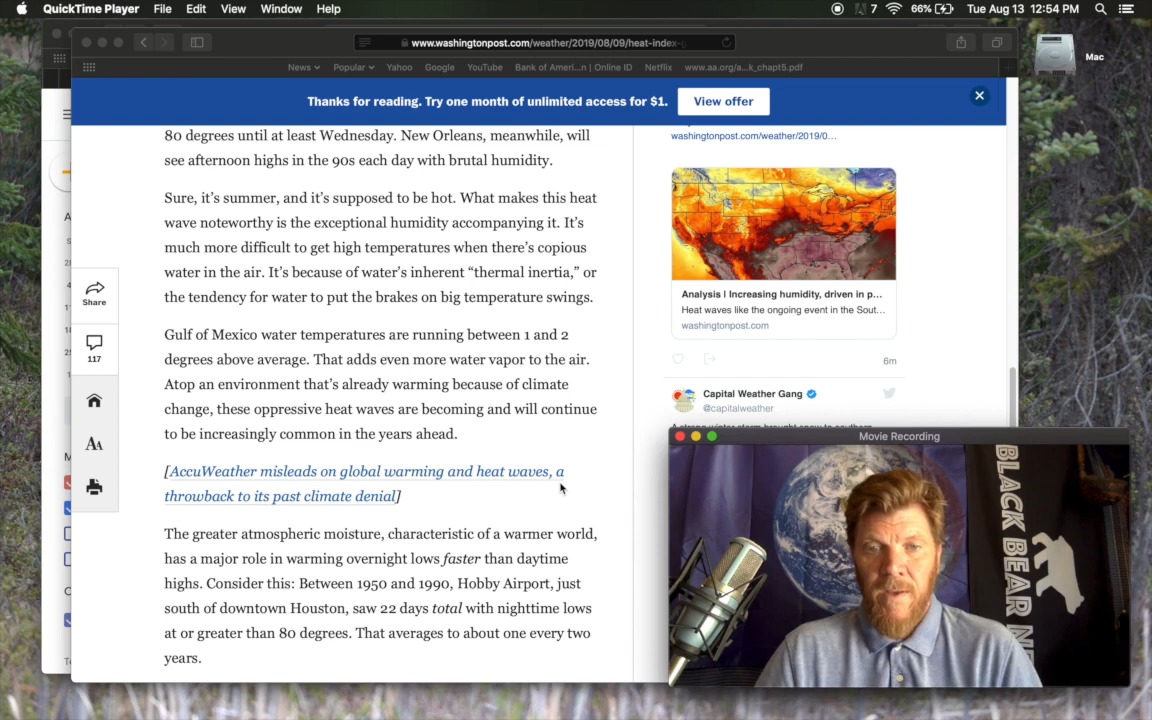 QuickTime Player File Edit View Window Help
7 66% Tue Aug 13 12:54 PM
Mac
www.washingtonpost.com/weather/2019/08/09/heat-index-
News Popular Yahoo Google YouTube Bank of Ameri...n | Online ID Netflix www.aa.org/a...k_chapt5.pdf
Thanks for reading. Try one month of unlimited access for $1. View offer
80 degrees until at least Wednesday. New Orleans, meanwhile, will
see afternoon highs in the 90s each day with brutal humidity.
Sure, it’s summer, and it’s supposed to be hot. What makes this heat
wave noteworthy is the exceptional humidity accompanying it. It’s
much more difficult to get high temperatures when there’s copious
water in the air. It’s because of water’s inherent “thermal inertia,” or
the tendency for water to put the brakes on big temperature swings.
Gulf of Mexico water temperatures are running between 1 and 2
degrees above average. That adds even more water vapor to the air.
Atop an environment that’s already warming because of climate
change, these oppressive heat waves are becoming and will continue
to be increasingly common in the years ahead.
[AccuWeather misleads on global warming and heat waves, a
throwback to its past climate denial]
The greater atmospheric moisture, characteristic of a warmer world,
has a major role in warming overnight lows faster than daytime
highs. Consider this: Between 1950 and 1990, Hobby Airport, just
south of downtown Houston, saw 22 days total with nighttime lows
at or greater than 80 degrees. That averages to about one every two
years.
Share
117
AA
washingtonpost.com/weather/2019/0...
Analysis | Increasing humidity, driven in p...
Heat waves like the ongoing event in the Sout...
washingtonpost.com
6m
Capital Weather Gang
@capitalweather
Movie Recording
BLACK BEAR